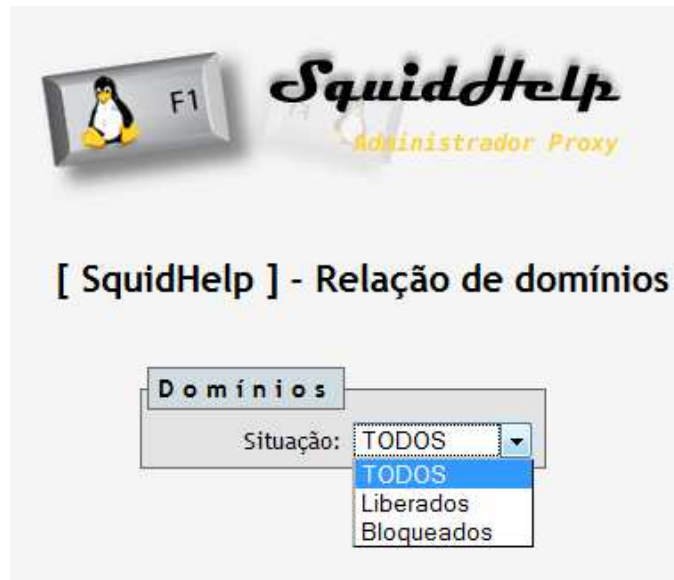 F1
SquidHelp
Administrador Proxy
[ SquidHelp ] - Relação de domínios
Domínios
Situação: TODOS
TODOS
Liberados
Bloqueados